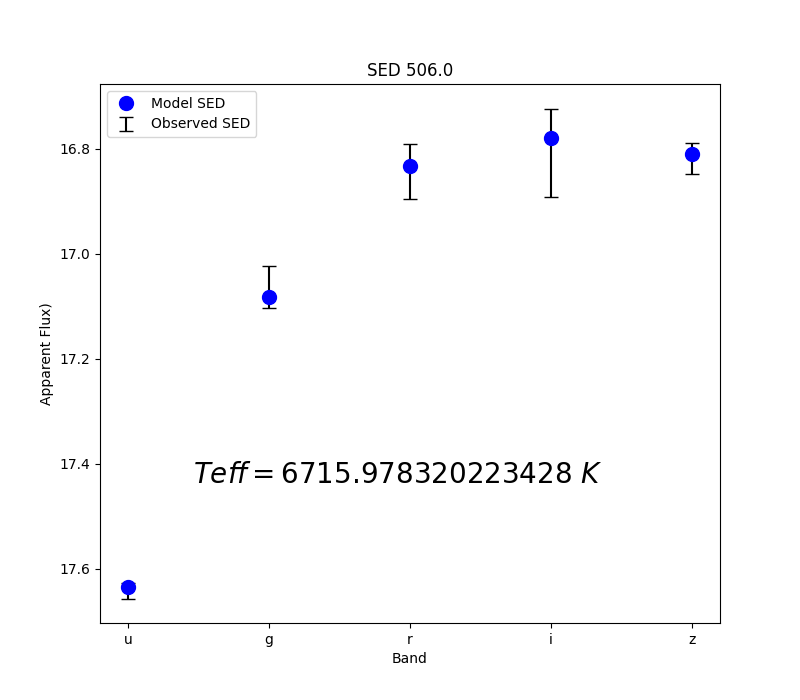 SED 506.0
Model SED
Observed SED
16.8
17.0
17.2
17.4
17.6
Apparent Flux)
Teff = 6715.978320223428 K
u g r i z
Band